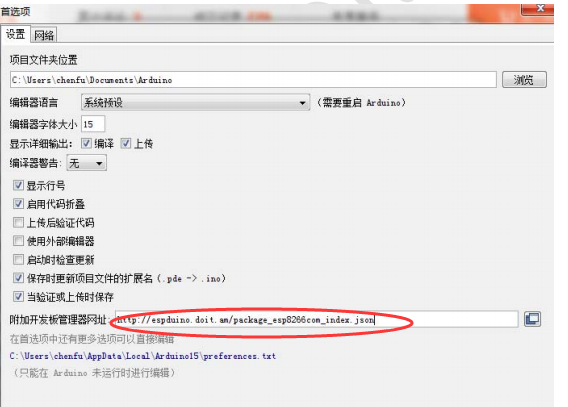 首选项
设置 网络
项目文件夹位置
C:\Users\chenfu\Documents\Arduino 浏览
编辑器语言 系统预设 （需要重启 Arduino）
编辑器字体大小 15
显示详细输出： 编译 上传
编译器警告: 无
显示行号
启用代码折叠
上传后验证代码
使用外部编辑器
启动时检查更新
保存时更新项目文件的扩展名（.pde -> .ino）
当验证或上传时保存
附加开发板管理器网址: http://espduino.doit.am/package_esp8266com_index.json
在首选项中还有更多选项可以直接编辑
C:\Users\chenfu\AppData\Local\Arduino15\preferences.txt
（只能在 Arduino 未运行时进行编辑）